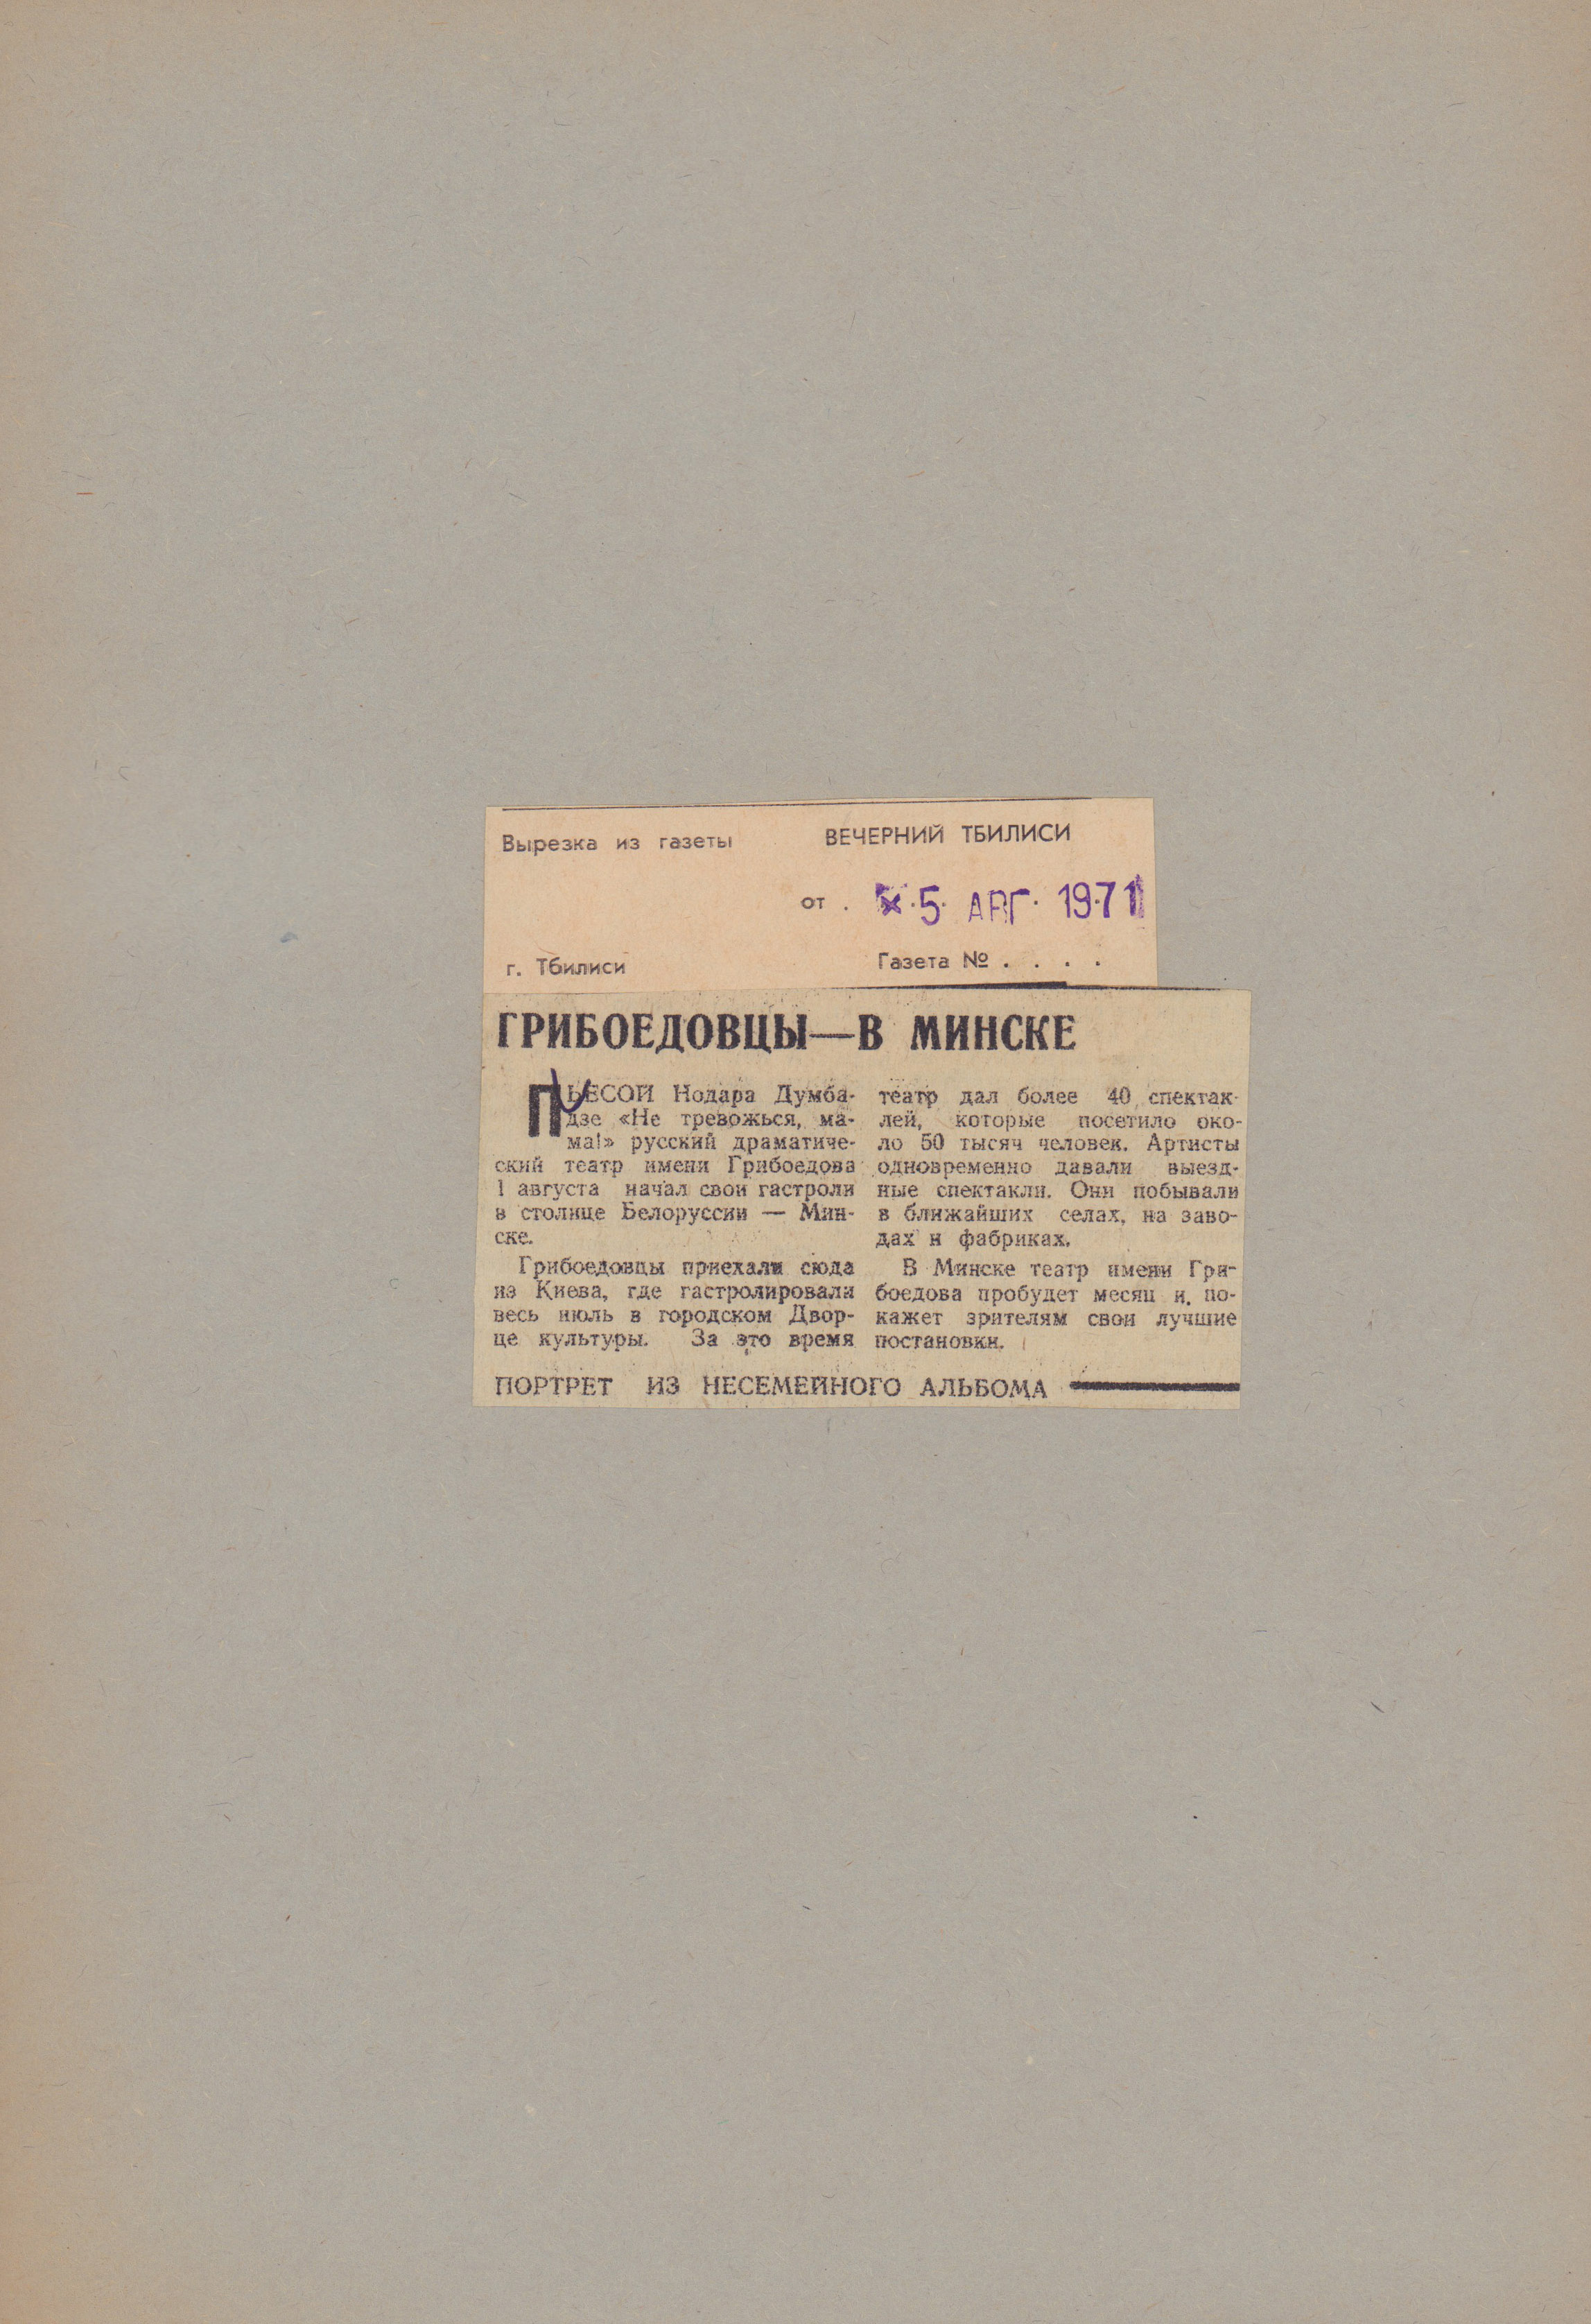 Вырезка из газеты ВЕЧЕРНИЙ ТБИЛИСИ
от . 5 АВГ. 1971
г. Тбилиси Газета № . . . .
ГРИБОЕДОВЦЫ—В МИНСКЕ
ПЬЕСОЙ Нодара Думба-
дзе «Не тревожься, ма-
ма!» русский драматиче-
ский театр имени Грибоедова
1 августа начал свои гастроли
в столице Белоруссии — Мин-
ске.
Грибоедовцы приехали сюда
из Киева, где гастролировали
весь июль в городском Двор-
це культуры. За это время
театр дал более 40 спектак-
лей, которые посетило око-
ло 50 тысяч человек. Артисты
одновременно давали выезд-
ные спектакли. Они побывали
в ближайших селах, на заво-
дах и фабриках.
В Минске театр имени Гри-
боедова пробудет месяц и, по-
кажет зрителям свои лучшие
постановки.
ПОРТРЕТ ИЗ НЕСЕМЕЙНОГО АЛЬБОМА